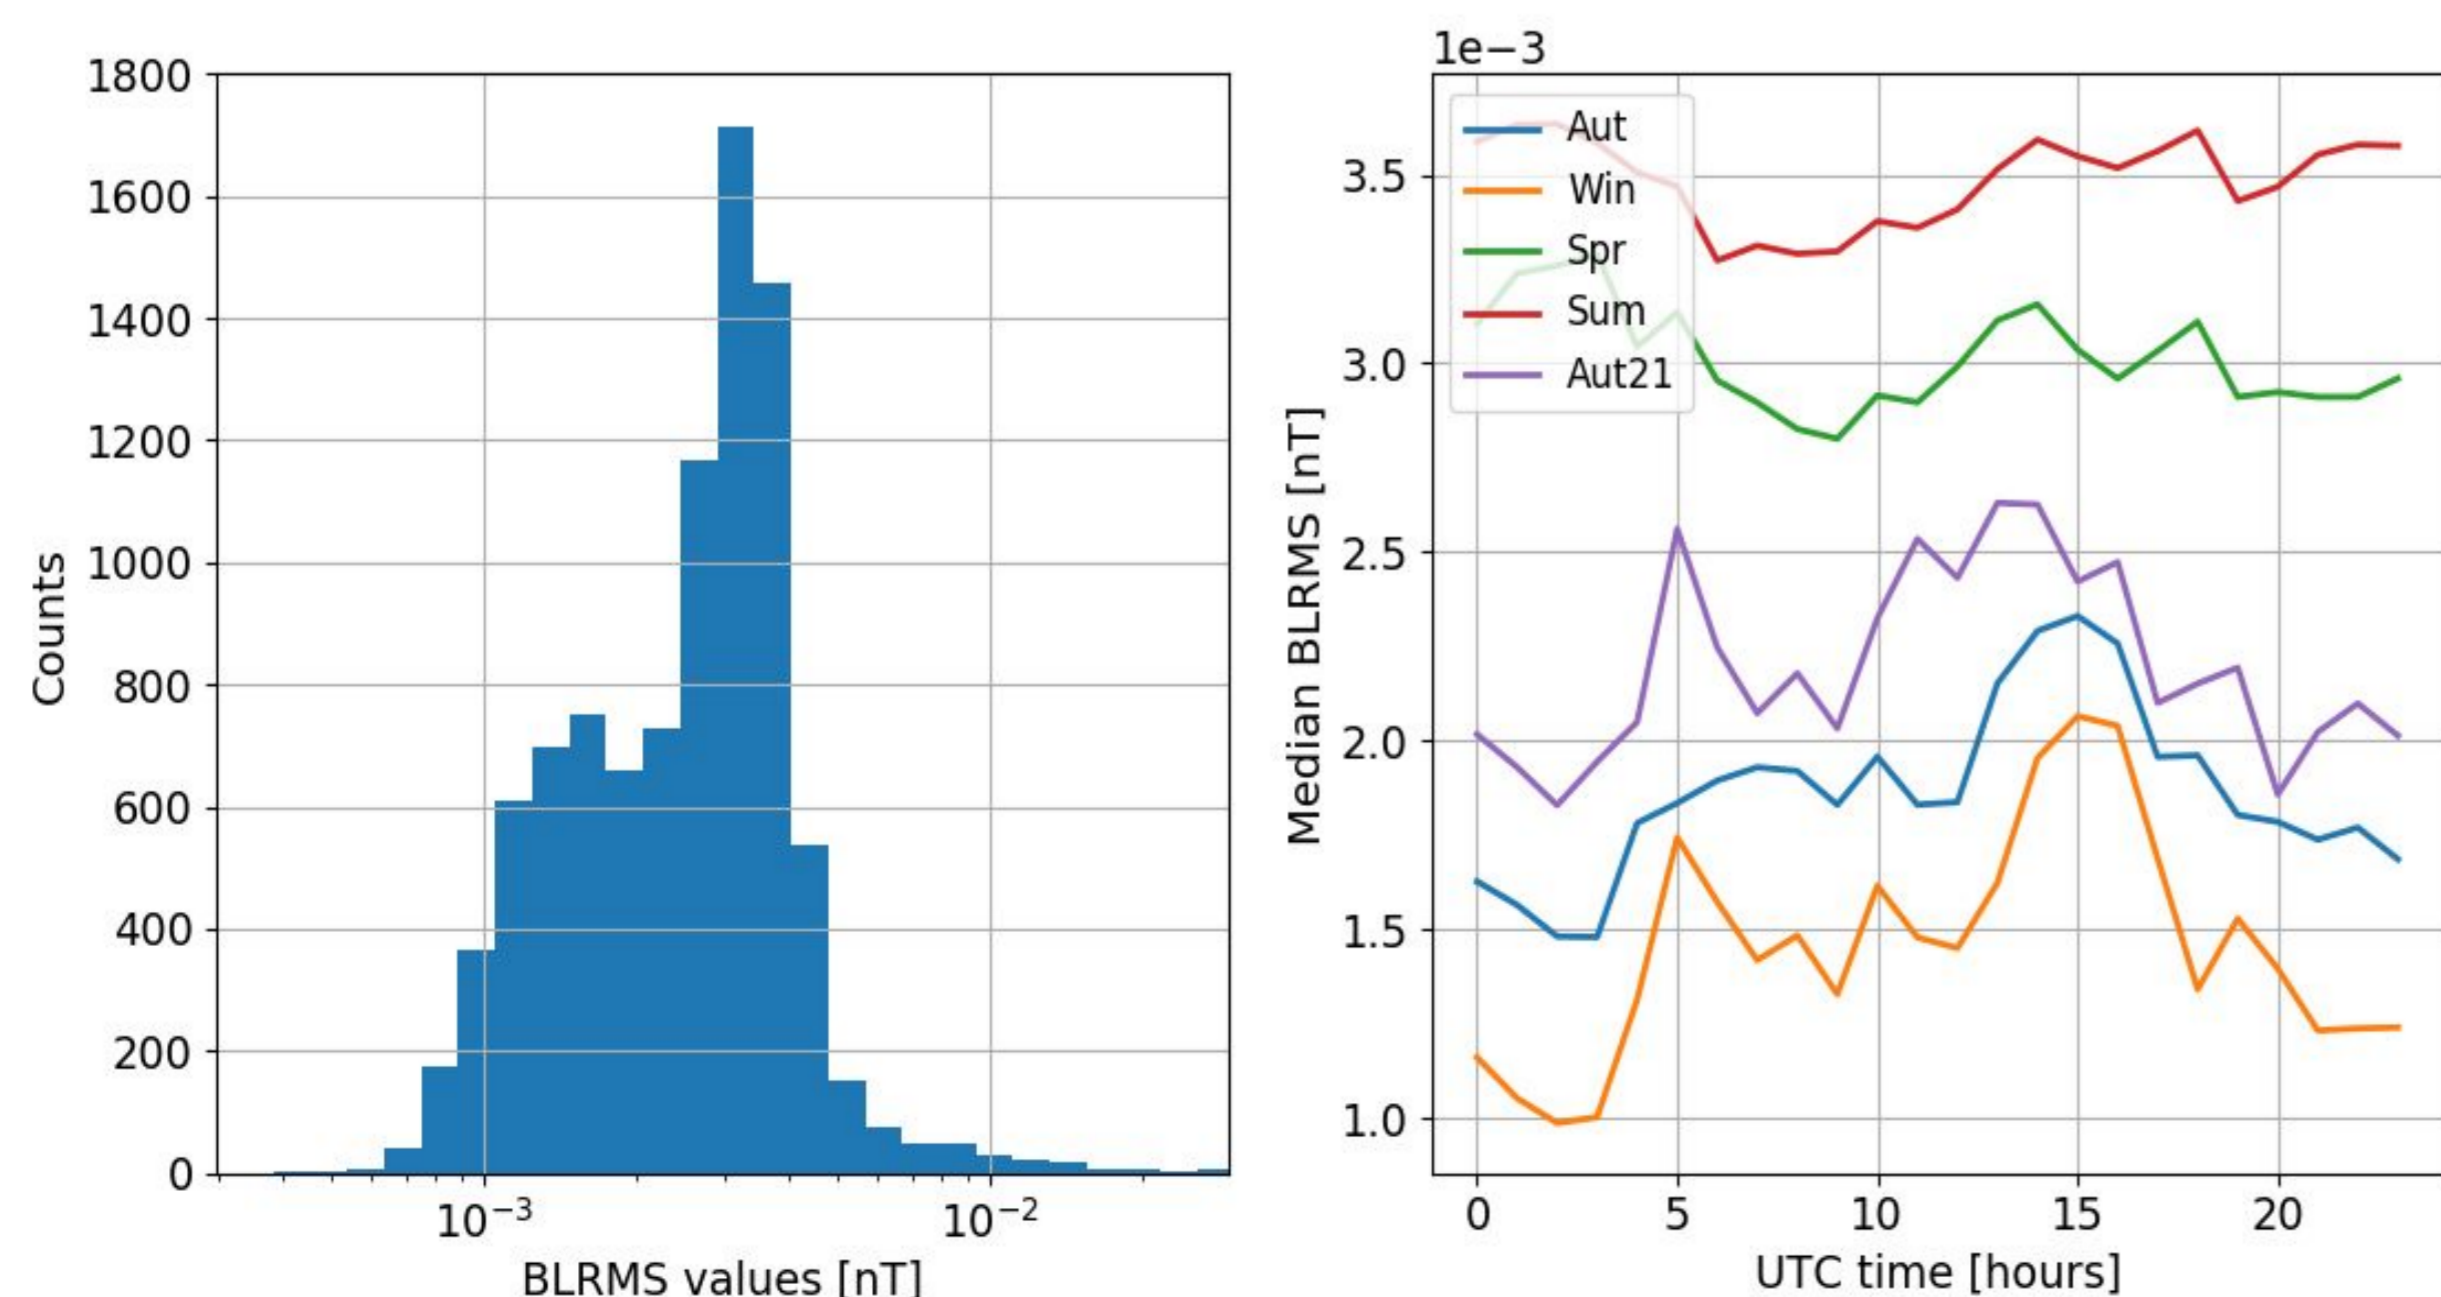 1800
1600
1400
1200
1000
800
600
400
200
0
Counts
10⁻³
10⁻²
BLRMS values [nT]
1e−3
3.5
3.0
2.5
2.0
1.5
1.0
Median BLRMS [nT]
Aut
Win
Spr
Sum
Aut21
0
5
10
15
20
UTC time [hours]